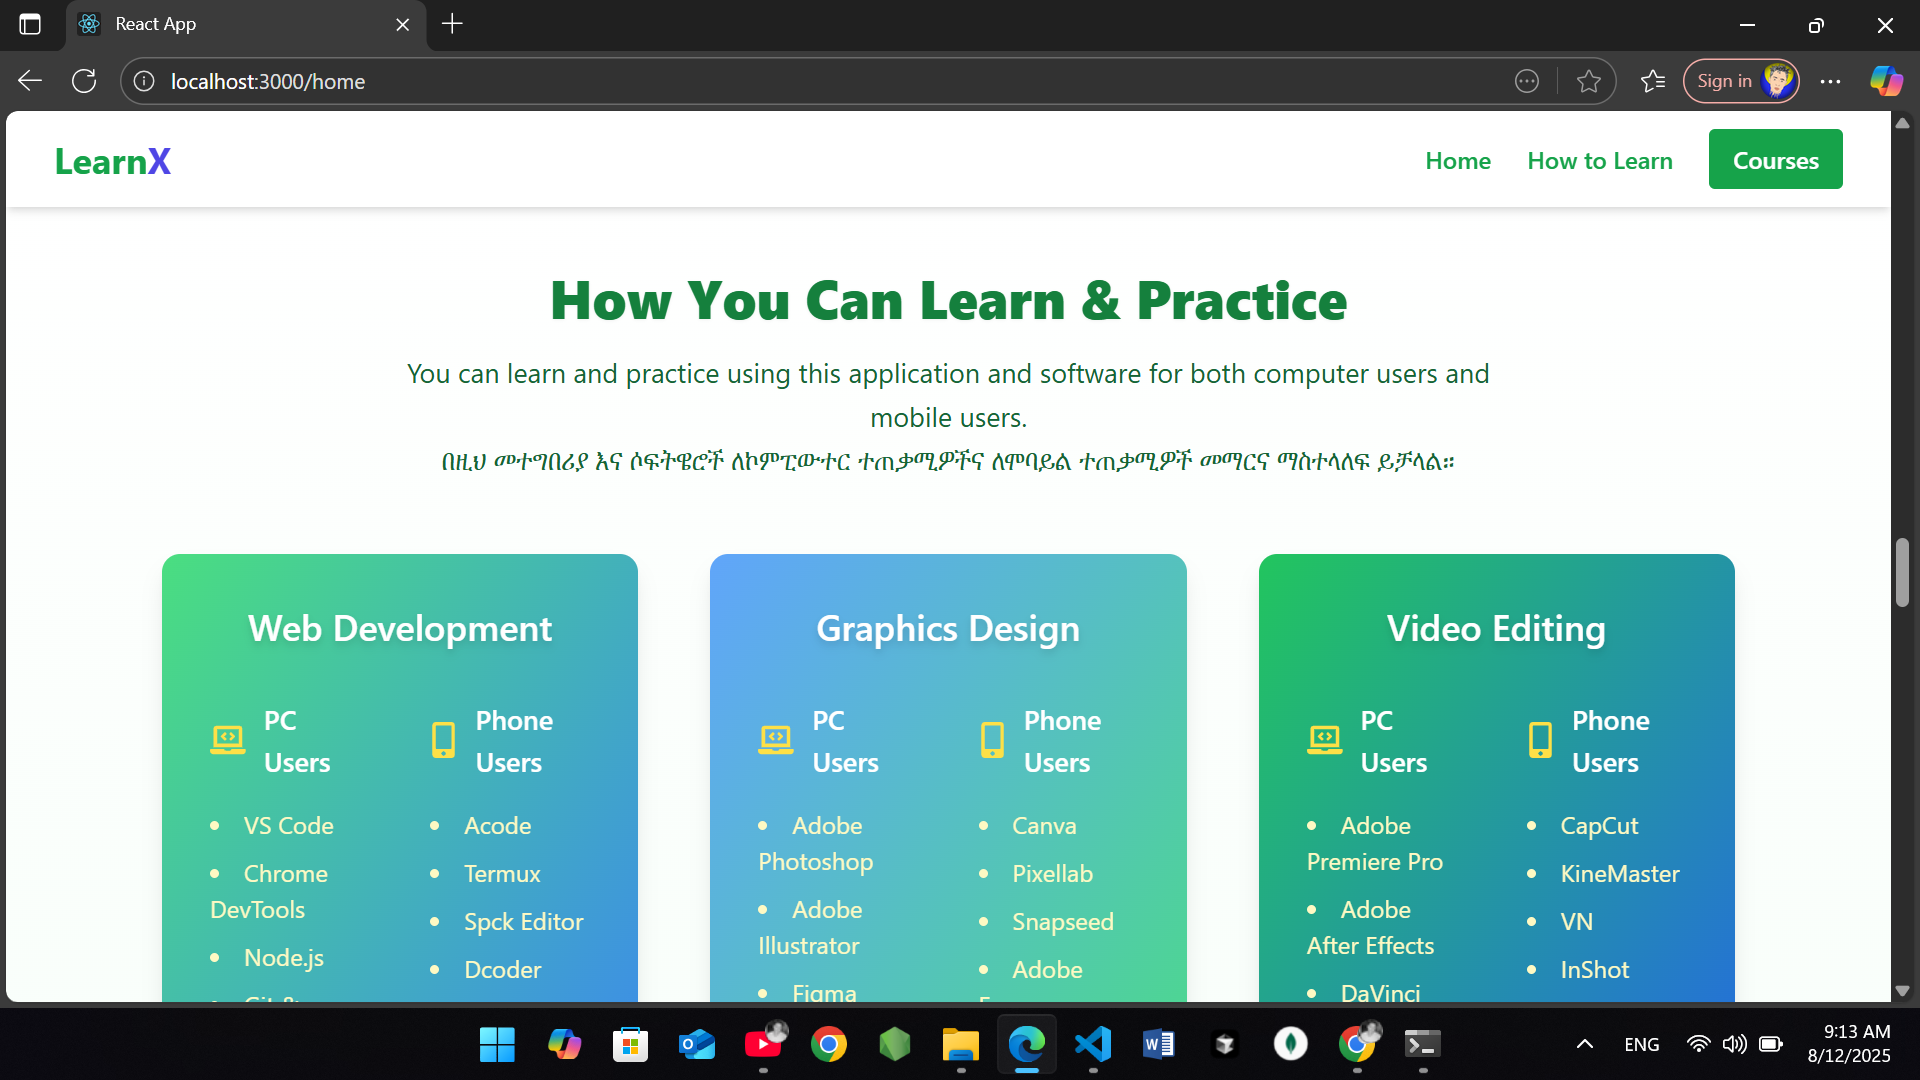 React App
localhost:3000/home
Sign in
LearnX
Home
How to Learn
Courses
How You Can Learn & Practice
You can learn and practice using this application and software for both computer users and
mobile users.
በዚህ መተግበሪያ እና ሶፍትዌሮች ለኮምፒውተር ተጠቃሚዎችና ለሞባይል ተጠቃሚዎች መማርና ማስተላለፍ ይቻላል።
Web Development
PC
Users
VS Code
Chrome
DevTools
Node.js
Phone
Users
Acode
Termux
Spck Editor
Dcoder
Graphics Design
PC
Users
Adobe
Photoshop
Adobe
Illustrator
Figma
Phone
Users
Canva
Pixellab
Snapseed
Adobe
Video Editing
PC
Users
Adobe
Premiere Pro
Adobe
After Effects
DaVinci
Phone
Users
CapCut
KineMaster
VN
InShot
ENG
9:13 AM
8/12/2025